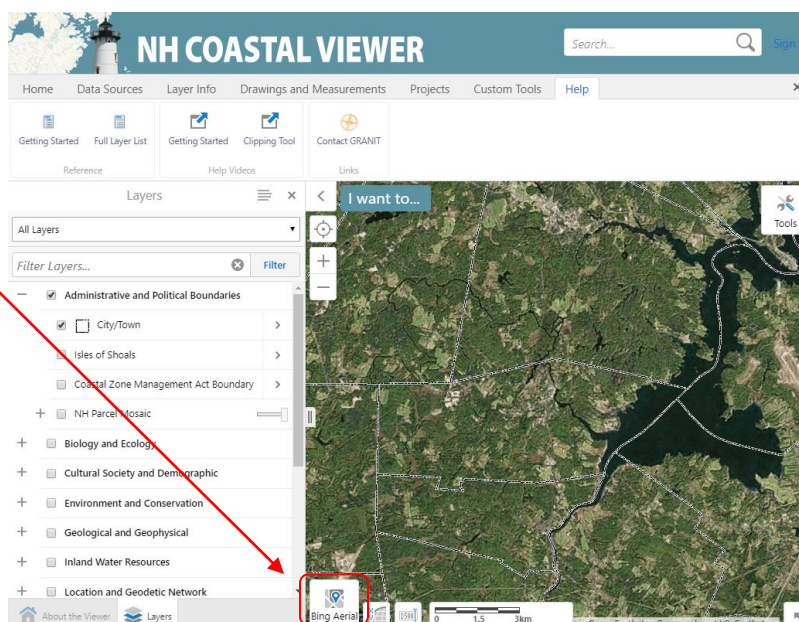 NH COASTAL VIEWER
Search...
Sign
Home Data Sources Layer Info Drawings and Measurements Projects Custom Tools Help
Getting Started Full Layer List Getting Started Clipping Tool Contact GRANIT
Reference Help Videos Links
Layers
I want to...
Tools
All Layers
Filter Layers... Filter
Administrative and Political Boundaries
City/Town
Isles of Shoals
Coastal Zone Management Act Boundary
NH Parcel Mosaic
Biology and Ecology
Cultural Society and Demographic
Environment and Conservation
Geological and Geophysical
Inland Water Resources
Location and Geodetic Network
Bing Aerial
0 1.5 3km
About the Viewer Layers